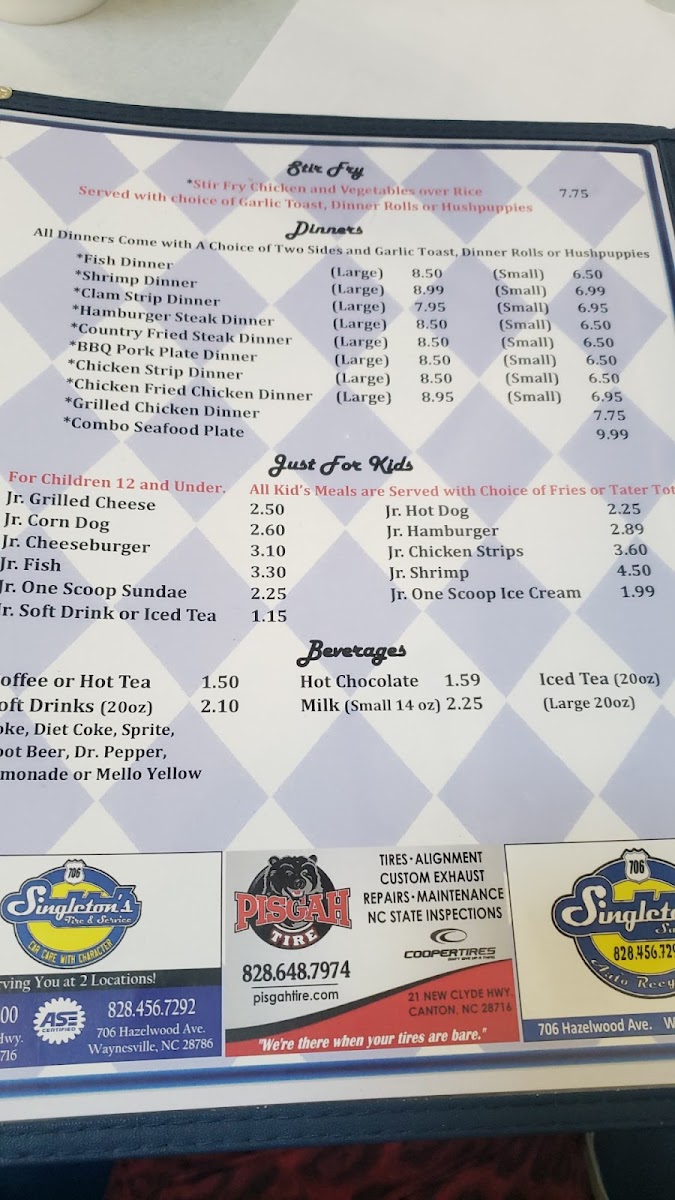 Stir Fry
*Stir Fry Chicken and Vegetables over Rice 7.75
Served with choice of Garlic Toast, Dinner Rolls or Hushpuppies
Dinners
All Dinners Come with A Choice of Two Sides and Garlic Toast, Dinner Rolls or Hushpuppies
*Fish Dinner (Large) 8.50 (Small) 6.50
*Shrimp Dinner (Large) 8.99 (Small) 6.99
*Clam Strip Dinner (Large) 7.95 (Small) 6.95
*Hamburger Steak Dinner (Large) 8.50 (Small) 6.50
*Country Fried Steak Dinner (Large) 8.50 (Small) 6.50
*BBQ Pork Plate Dinner (Large) 8.50 (Small) 6.50
*Chicken Strip Dinner (Large) 8.50 (Small) 6.50
*Chicken Fried Chicken Dinner (Large) 8.95 (Small) 6.95
*Grilled Chicken Dinner 7.75
*Combo Seafood Plate 9.99
Just For Kids
For Children 12 and Under. All Kid's Meals are Served with Choice of Fries or Tater Tot
Jr. Grilled Cheese 2.50 Jr. Hot Dog 2.25
Jr. Corn Dog 2.60 Jr. Hamburger 2.89
Jr. Cheeseburger 3.10 Jr. Chicken Strips 3.60
Jr. Fish 3.30 Jr. Shrimp 4.50
Jr. One Scoop Sundae 2.25 Jr. One Scoop Ice Cream 1.99
Jr. Soft Drink or Iced Tea 1.15
Beverages
offee or Hot Tea 1.50 Hot Chocolate 1.59 Iced Tea (20oz)
oft Drinks (20oz) 2.10 Milk (Small 14 oz) 2.25 (Large 20oz)
oke, Diet Coke, Sprite,
oot Beer, Dr. Pepper,
monade or Mello Yellow
706
Singleton's
Tire & Service
CAR CARE WITH CHARACTER
rving You at 2 Locations!
00
Hwy.
716
ASE
CERTIFIED
828.456.7292
706 Hazelwood Ave.
Waynesville, NC 28786
PISGAH
TIRE
828.648.7974
pisgahtire.com
TIRES·ALIGNMENT
CUSTOM EXHAUST
REPAIRS·MAINTENANCE
NC STATE INSPECTIONS
COOPERTIRES
DON'T GIVE UP A THING
21 NEW CLYDE HWY.
CANTON, NC 28716
"We're there when your tires are bare."
706
Singleto
Sa
828.456.729
Auto Recy
706 Hazelwood Ave. W